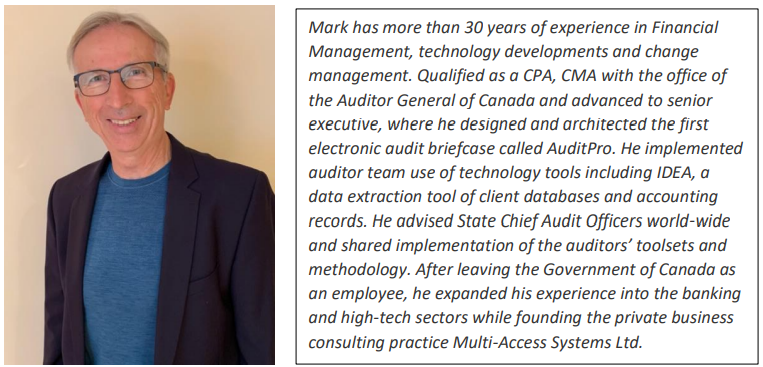 Mark has more than 30 years of experience in Financial
Management, technology developments and change
management. Qualified as a CPA, CMA with the office of
the Auditor General of Canada and advanced to senior
executive, where he designed and architected the first
electronic audit briefcase called AuditPro. He implemented
auditor team use of technology tools including IDEA, a
data extraction tool of client databases and accounting
records. He advised State Chief Audit Officers world-wide
and shared implementation of the auditors’ toolsets and
methodology. After leaving the Government of Canada as
an employee, he expanded his experience into the banking
and high-tech sectors while founding the private business
consulting practice Multi-Access Systems Ltd.